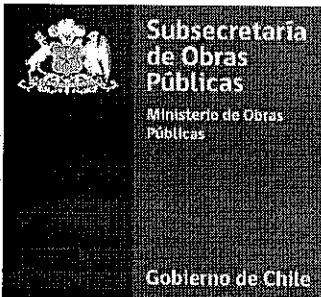 Subsecretaría
de Obras
Públicas
Ministerio de Obras
Públicas
Gobierno de Chile